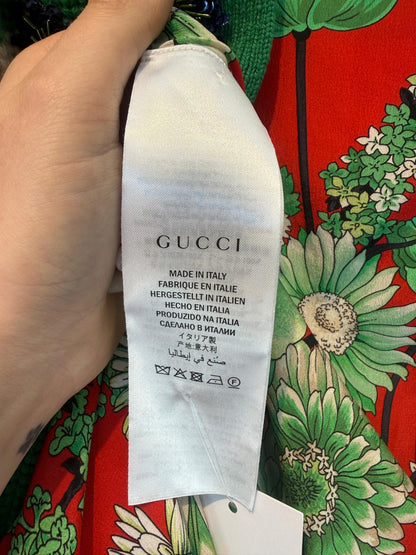 GUCCI
MADE IN ITALY
FABRIQUE EN ITALIE
HERGESTELLT IN ITALIEN
HECHO EN ITALIA
PRODUZIDO NA ITALIA
СДЕЛАНО В ИТАЛИИ
イタリア製
产地:意大利
صنع في إيطاليا